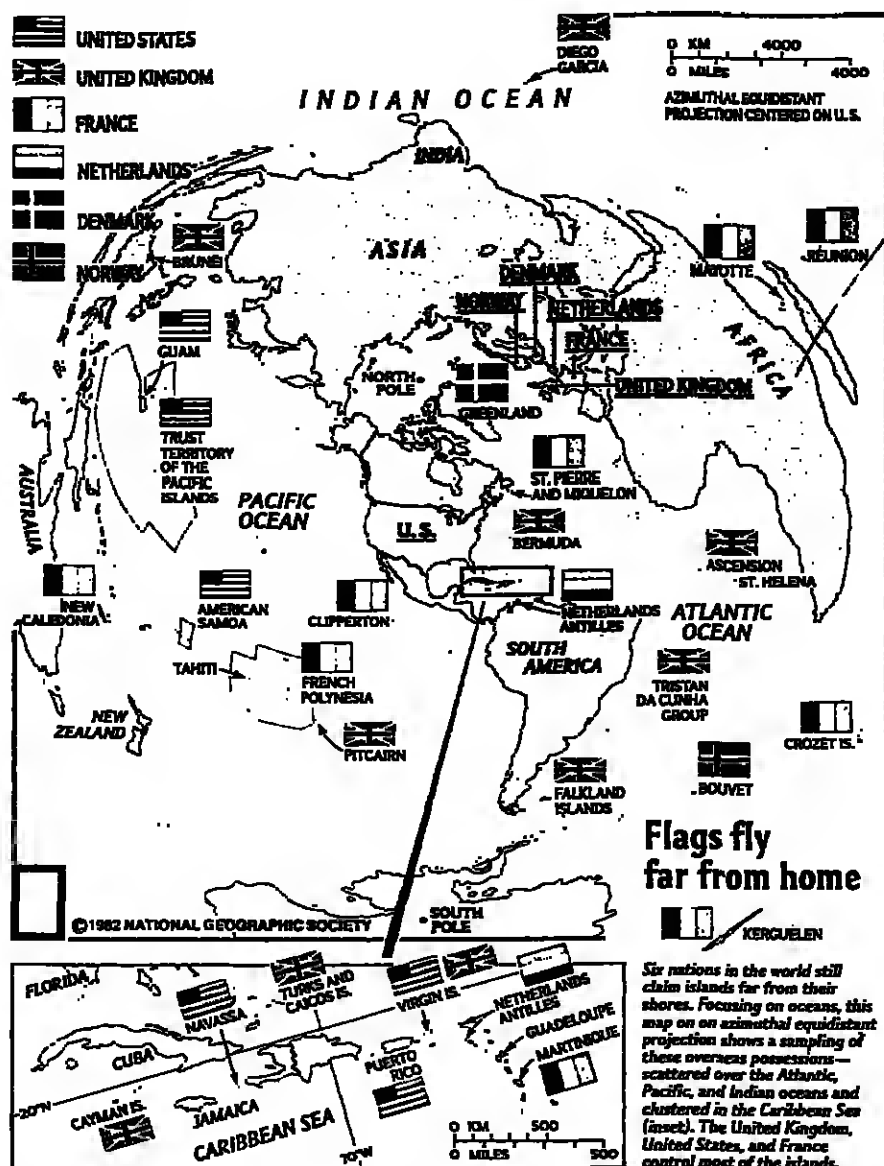 UNITED STATES
UNITED KINGDOM
FRANCE
NETHERLANDS
DENMARK
NORWAY
DIEGO
GARCIA
0 KM 4000
0 MILES 4000
AZIMUTHAL EQUIDISTANT
PROJECTION CENTERED ON U.S.
INDIAN OCEAN
INDIA
ASIA
BRUNEI
GUAM
TRUST
TERRITORY
OF THE
PACIFIC
ISLANDS
DENMARK
NORWAY
NETHERLANDS
FRANCE
UNITED KINGDOM
MAYOTTE
RÉUNION
AFRICA
NORTH
POLE
GREENLAND
ST. PIERRE
AND MIQUELON
AUSTRALIA
PACIFIC
OCEAN
U.S.
BERMUDA
ASCENSION
ST. HELENA
NEW
CALEDONIA
AMERICAN
SAMOA
CLIPPERTON
NETHERLANDS
ANTILLES
ATLANTIC
OCEAN
SOUTH
AMERICA
TAHITI
FRENCH
POLYNESIA
TRISTAN
DA CUNHA
GROUP
NEW
ZEALAND
PITCAIRN
CROZET IS.
BOUVET
FALKLAND
ISLANDS
Flags fly
far from home
©1982 NATIONAL GEOGRAPHIC SOCIETY
SOUTH
POLE
KERGUELEN
FLORIDA
NAVASSA
TURKS AND
CAICOS IS.
VIRGIN IS.
NETHERLANDS
ANTILLES
GUADELOUPE
MARTINIQUE
CUBA
PUERTO
RICO
20°N
CAYMAN IS.
JAMAICA
CARIBBEAN SEA
70°W
0 KM 500
0 MILES 500
Six nations in the world still
claim islands far from their
shores. Focusing on oceans, this
map on on azimuthal equidistant
projection shows a sampling of
these overseas possessions—
scattered over the Atlantic,
Pacific, and Indian oceans and
clustered in the Caribbean Sea
(inset). The United Kingdom,
United States, and France
control most of the islands.